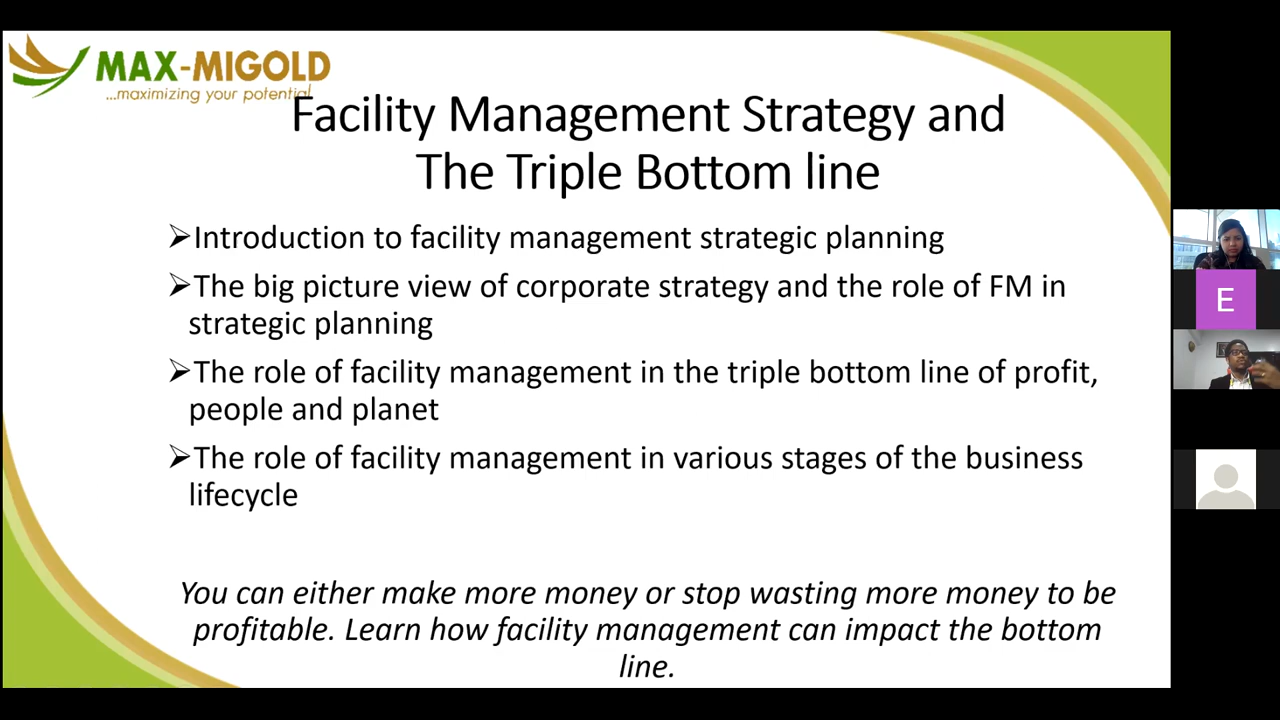 MAX-MIGOLD
...maximizing your potential
Facility Management Strategy and
The Triple Bottom line
➢Introduction to facility management strategic planning
➢The big picture view of corporate strategy and the role of FM in
strategic planning
➢The role of facility management in the triple bottom line of profit,
people and planet
➢The role of facility management in various stages of the business
lifecycle
You can either make more money or stop wasting more money to be
profitable. Learn how facility management can impact the bottom
line.
E